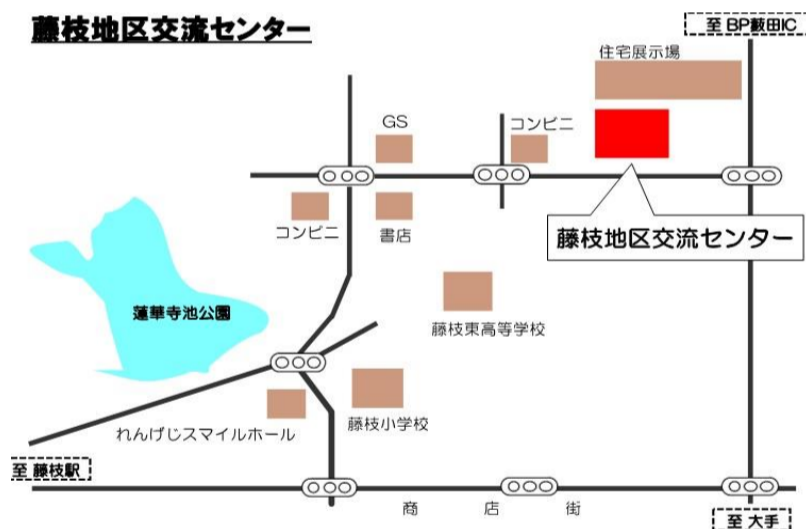 藤枝地区交流センター
至 BP藪田IC
住宅展示場
GS
コンビニ
コンビニ
書店
藤枝地区交流センター
蓮華寺池公園
藤枝東高等学校
れんげじスマイルホール
藤枝小学校
至 藤枝駅
商店街
至 大手